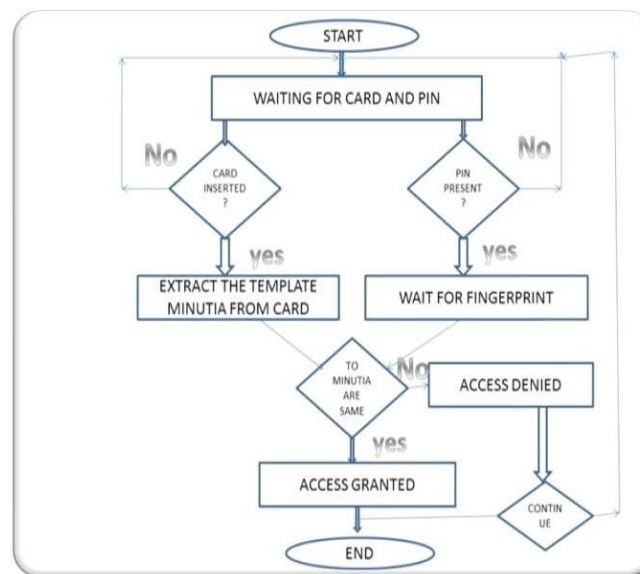 START
WAITING FOR CARD AND PIN
No
No
CARD
INSERTED
?
PIN
PRESENT
?
yes
yes
EXTRACT THE TEMPLATE
MINUTIA FROM CARD
WAIT FOR FINGERPRINT
TO
MINUTIA
ARE
SAME
No
ACCESS DENIED
yes
ACCESS GRANTED
CONTIN
UE
END